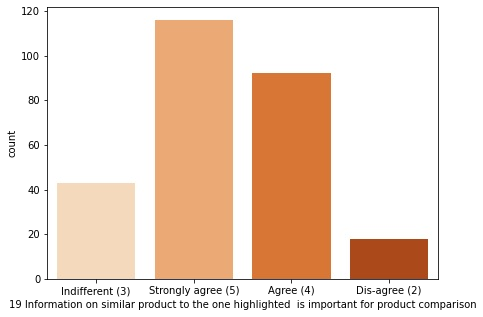 120
100
80
60
40
20
0
count
Indifferent (3) Strongly agree (5) Agree (4) Dis-agree (2)
19 Information on similar product to the one highlighted  is important for product comparison